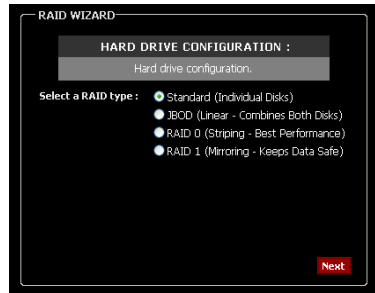 RAID WIZARD
HARD DRIVE CONFIGURATION :
Hard drive configuration.
Select a RAID type : Standard (Individual Disks)
JBOD (Linear - Combines Both Disks)
RAID 0 (Striping - Best Performance)
RAID 1 (Mirroring - Keeps Data Safe)
Next